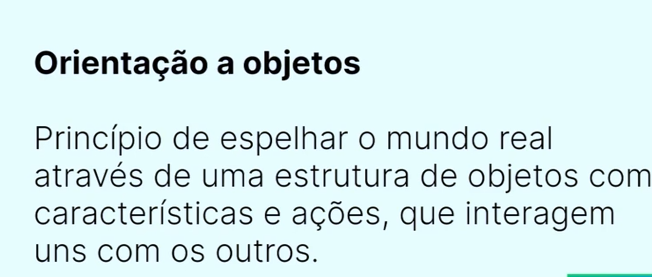 Orientação a objetos
Princípio de espelhar o mundo real
através de uma estrutura de objetos com
características e ações, que interagem
uns com os outros.